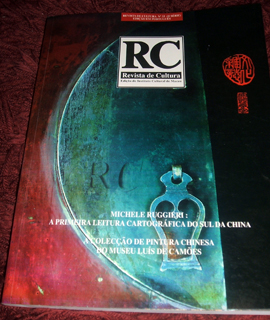 RC
Revista de Cultura
Edição do Instituto Cultural de Macau
RC
MICHELE RUGGIERI :
A PRIMEIRA LEITURA CARTOGRÁFICA DO SUL DA CHINA
A COLECÇÃO DE PINTURA CHINESA
DO MUSEU LUÍS DE CAMÕES